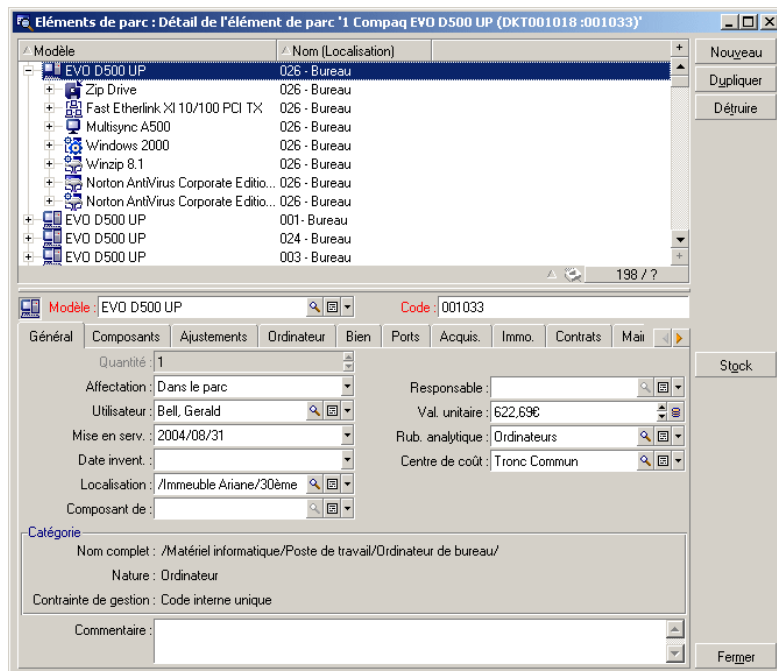 Eléments de parc : Détail de l'élément de parc '1 Compaq EVO D500 UP (DKT001018 :001033)'
Modèle Nom (Localisation)
EVO D500 UP 026 - Bureau
Zip Drive 026 - Bureau
Fast Etherlink XI 10/100 PCI TX 026 - Bureau
Multisync A500 026 - Bureau
Windows 2000 026 - Bureau
Winzip 8.1 026 - Bureau
Norton AntiVirus Corporate Editio... 026 - Bureau
Norton AntiVirus Corporate Editio... 026 - Bureau
EVO D500 UP 001- Bureau
EVO D500 UP 024 - Bureau
EVO D500 UP 003 - Bureau
198 / ?
Nouveau
Dupliquer
Détruire
Modèle : EVO D500 UP Code : 001033
Général Composants Ajustements Ordinateur Bien Ports Acquis. Immo. Contrats Mail
Stock
Quantité : 1
Affectation : Dans le parc Responsable :
Utilisateur : Bell, Gerald Val. unitaire : 622,69€
Mise en serv. : 2004/08/31 Rub. analytique : Ordinateurs
Date invent. : Centre de coût : Tronc Commun
Localisation : /Immeuble Ariane/30ème
Composant de :
Catégorie
Nom complet : /Matériel informatique/Poste de travail/Ordinateur de bureau/
Nature : Ordinateur
Contrainte de gestion : Code interne unique
Commentaire :
Fermer